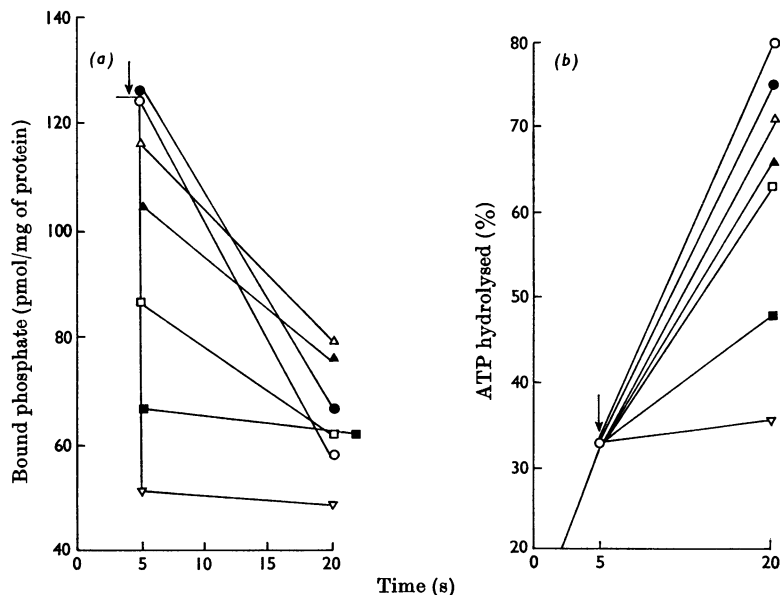 (a)
Bound phosphate (pmol/mg of protein)
120
100
80
60
40
0 5 10 15 20
(b)
ATP hydrolysed (%)
80
70
60
50
40
30
20
0 5 20
Time (s)